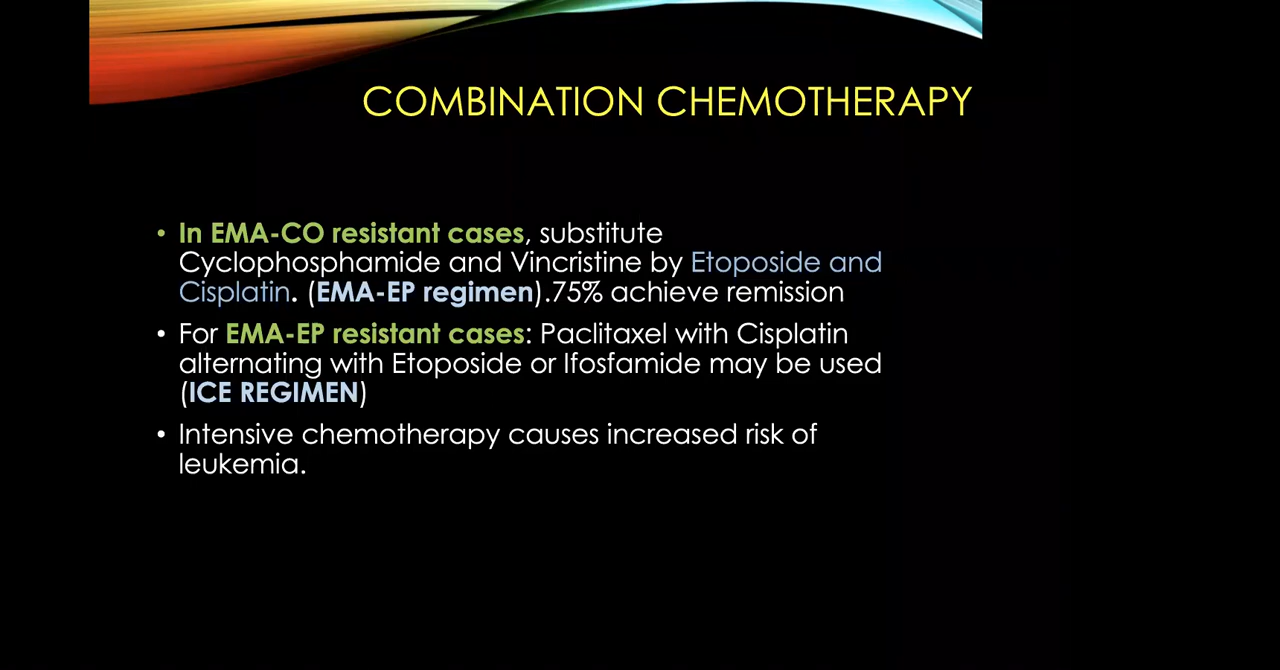 COMBINATION CHEMOTHERAPY
• In EMA-CO resistant cases, substitute
Cyclophosphamide and Vincristine by Etoposide and
Cisplatin. (EMA-EP regimen).75% achieve remission
• For EMA-EP resistant cases: Paclitaxel with Cisplatin
alternating with Etoposide or Ifosfamide may be used
(ICE REGIMEN)
• Intensive chemotherapy causes increased risk of
leukemia.